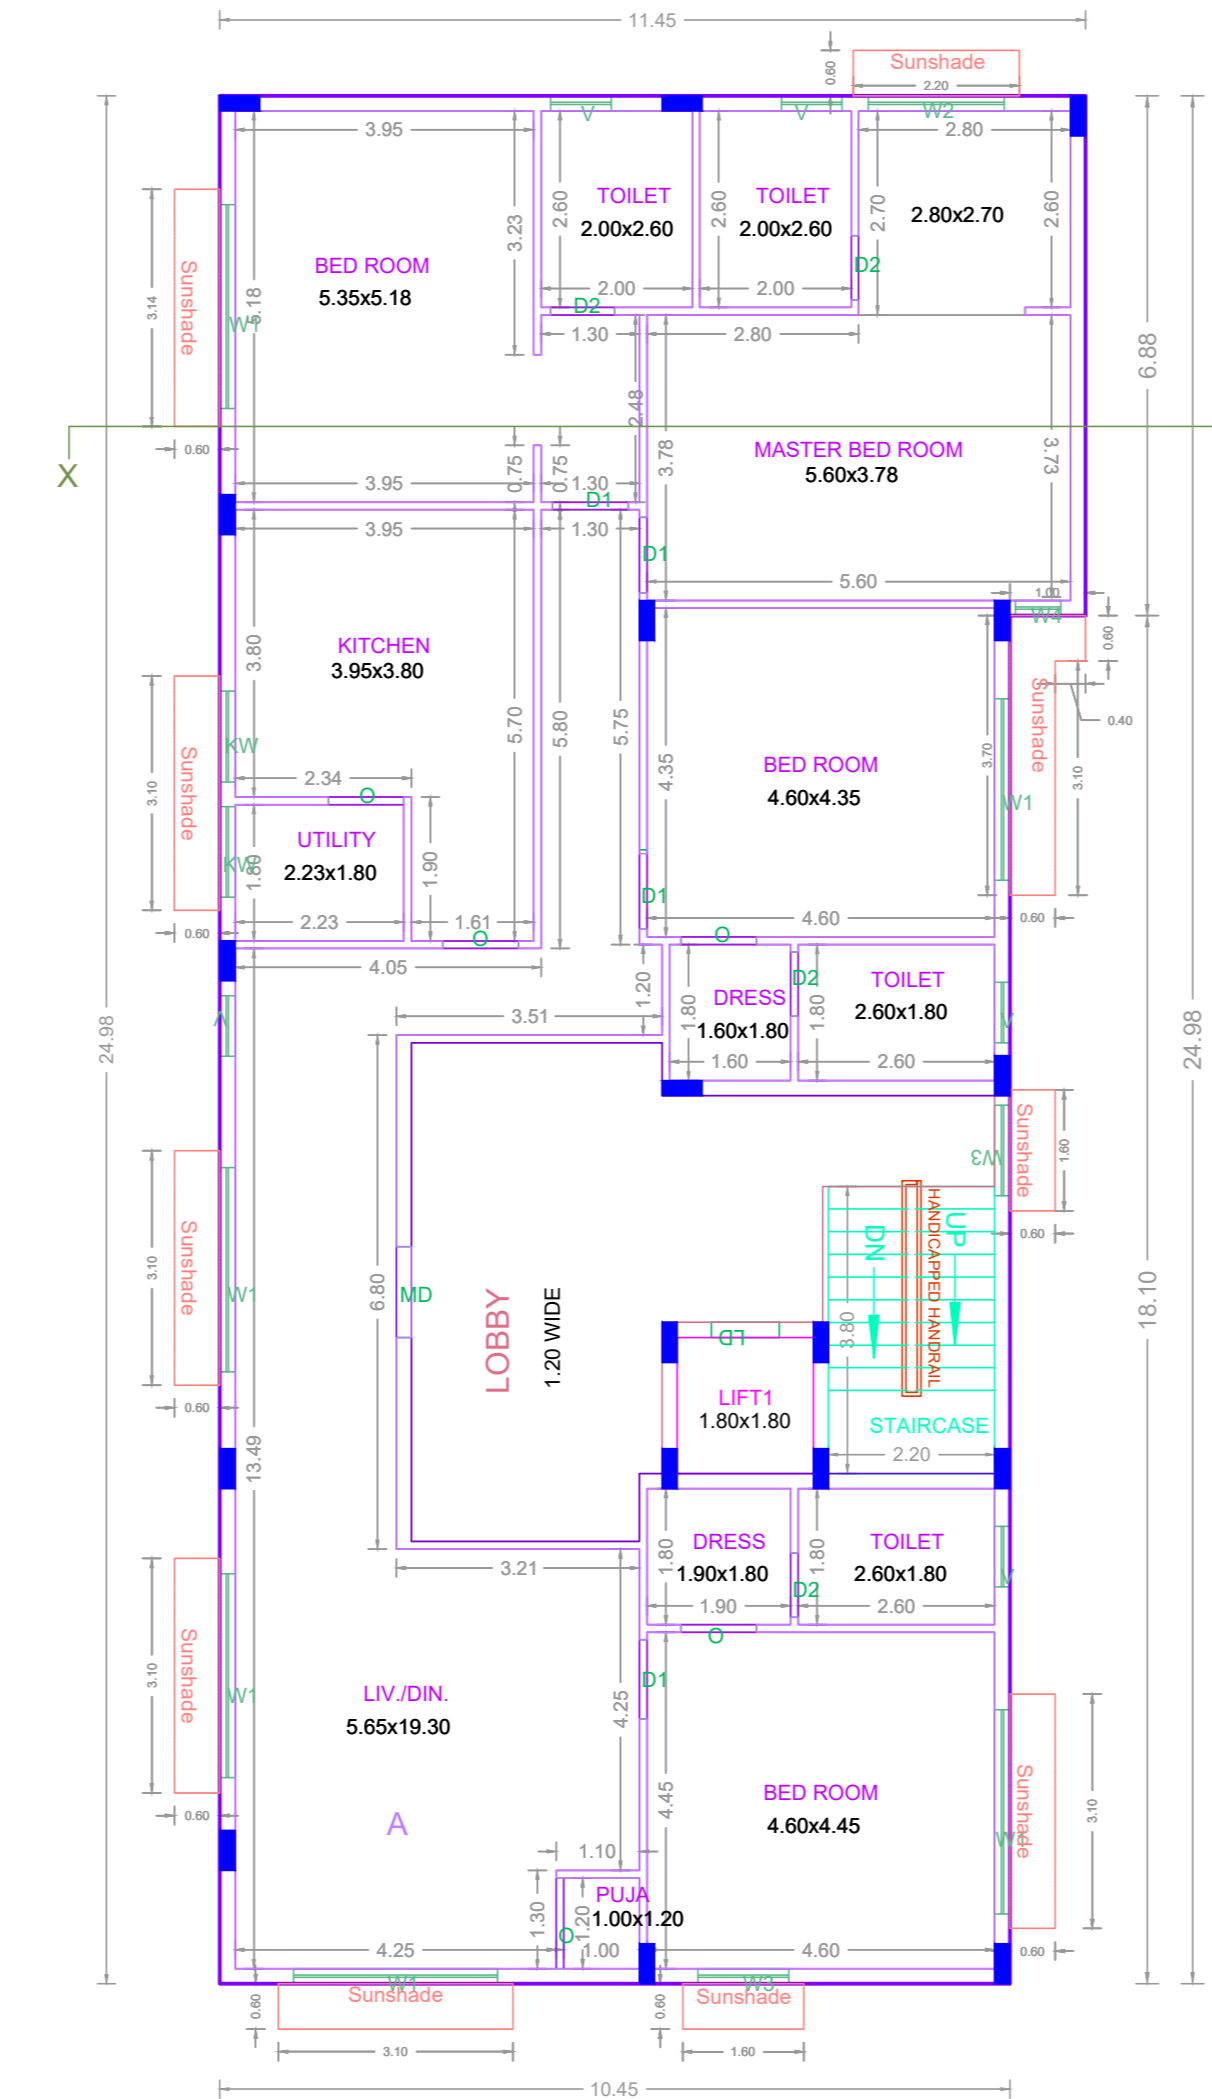 11.45
Sunshade
0.60
2.20
V
V
W2
3.95
2.80
TOILET
2.00x2.60
TOILET
2.00x2.60
2.80x2.70
3.23
2.60
2.60
2.70
2.60
BED ROOM
5.35x5.18
5.18
W1
Sunshade
3.14
0.60
D2
2.00
2.00
D2
1.30
2.80
2.48
6.88
X
MASTER BED ROOM
5.60x3.78
3.78
3.73
3.95
0.75
0.75
1.30
D1
3.95
1.30
D1
5.60
1.00
W4
0.60
0.40
KITCHEN
3.95x3.80
3.80
5.70
5.80
5.75
KW
Sunshade
3.10
0.60
2.34
O
UTILITY
2.23x1.80
KW
1.80
1.90
2.23
1.61
O
4.05
BED ROOM
4.60x4.35
4.35
3.70
W1
Sunshade
3.10
D1
4.60
0.60
O
24.98
24.98
V
1.20
3.51
DRESS
1.60x1.80
1.80
1.60
D2
TOILET
2.60x1.80
1.80
2.60
V
W3
Sunshade
1.60
0.60
18.10
Sunshade
3.10
W1
0.60
6.80
MD
LOBBY
1.20 WIDE
HANDICAPPED HANDRAIL
UP
DN
3.80
LD
LIFT1
1.80x1.80
STAIRCASE
2.20
13.49
3.21
DRESS
1.90x1.80
1.80
1.90
D2
TOILET
2.60x1.80
1.80
2.60
V
O
Sunshade
3.10
W1
0.60
LIV./DIN.
5.65x19.30
A
4.25
D1
4.45
BED ROOM
4.60x4.45
W1
Sunshade
3.10
0.60
1.10
PUJA
1.00x1.20
1.30
1.20
O
4.25
1.00
4.60
W1
Sunshade
0.60
3.10
W3
Sunshade
0.60
1.60
10.45